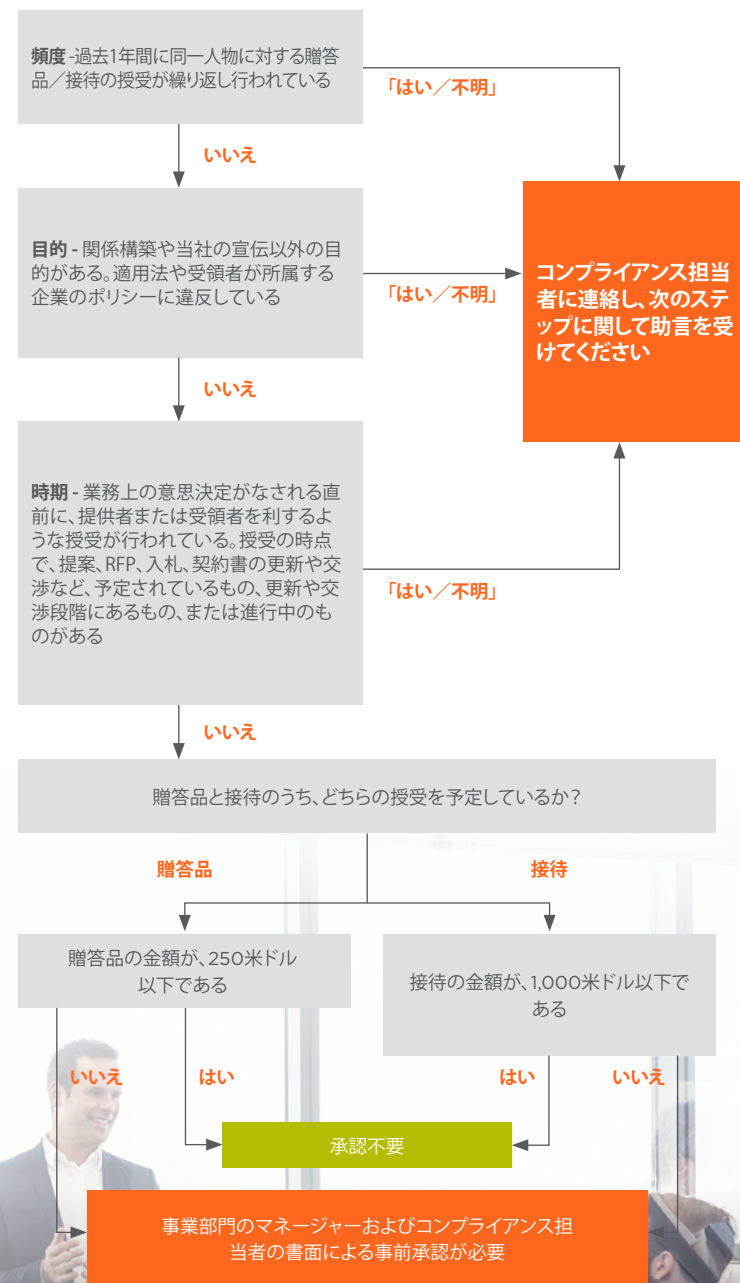 頻度 -過去1年間に同一人物に対する贈答
品／接待の授受が繰り返し行われている
「はい／不明」
いいえ
目的 - 関係構築や当社の宣伝以外の目
的がある。適用法や受領者が所属する
企業のポリシーに違反している
「はい／不明」
コンプライアンス担当
者に連絡し、次のステ
ップに関して助言を受
けてください
いいえ
時期 - 業務上の意思決定がなされる直
前に、提供者または受領者を利するよ
うな授受が行われている。授受の時点
で、提案、RFP、入札、契約書の更新や交
渉など、予定されているもの、更新や交
渉段階にあるもの、または進行中のも
のがある
「はい／不明」
いいえ
贈答品と接待のうち、どちらの授受を予定しているか？
贈答品
接待
贈答品の金額が、250米ドル
以下である
接待の金額が、1,000米ドル以下で
ある
いいえ
はい
はい
いいえ
承認不要
事業部門のマネージャーおよびコンプライアンス担
当者の書面による事前承認が必要